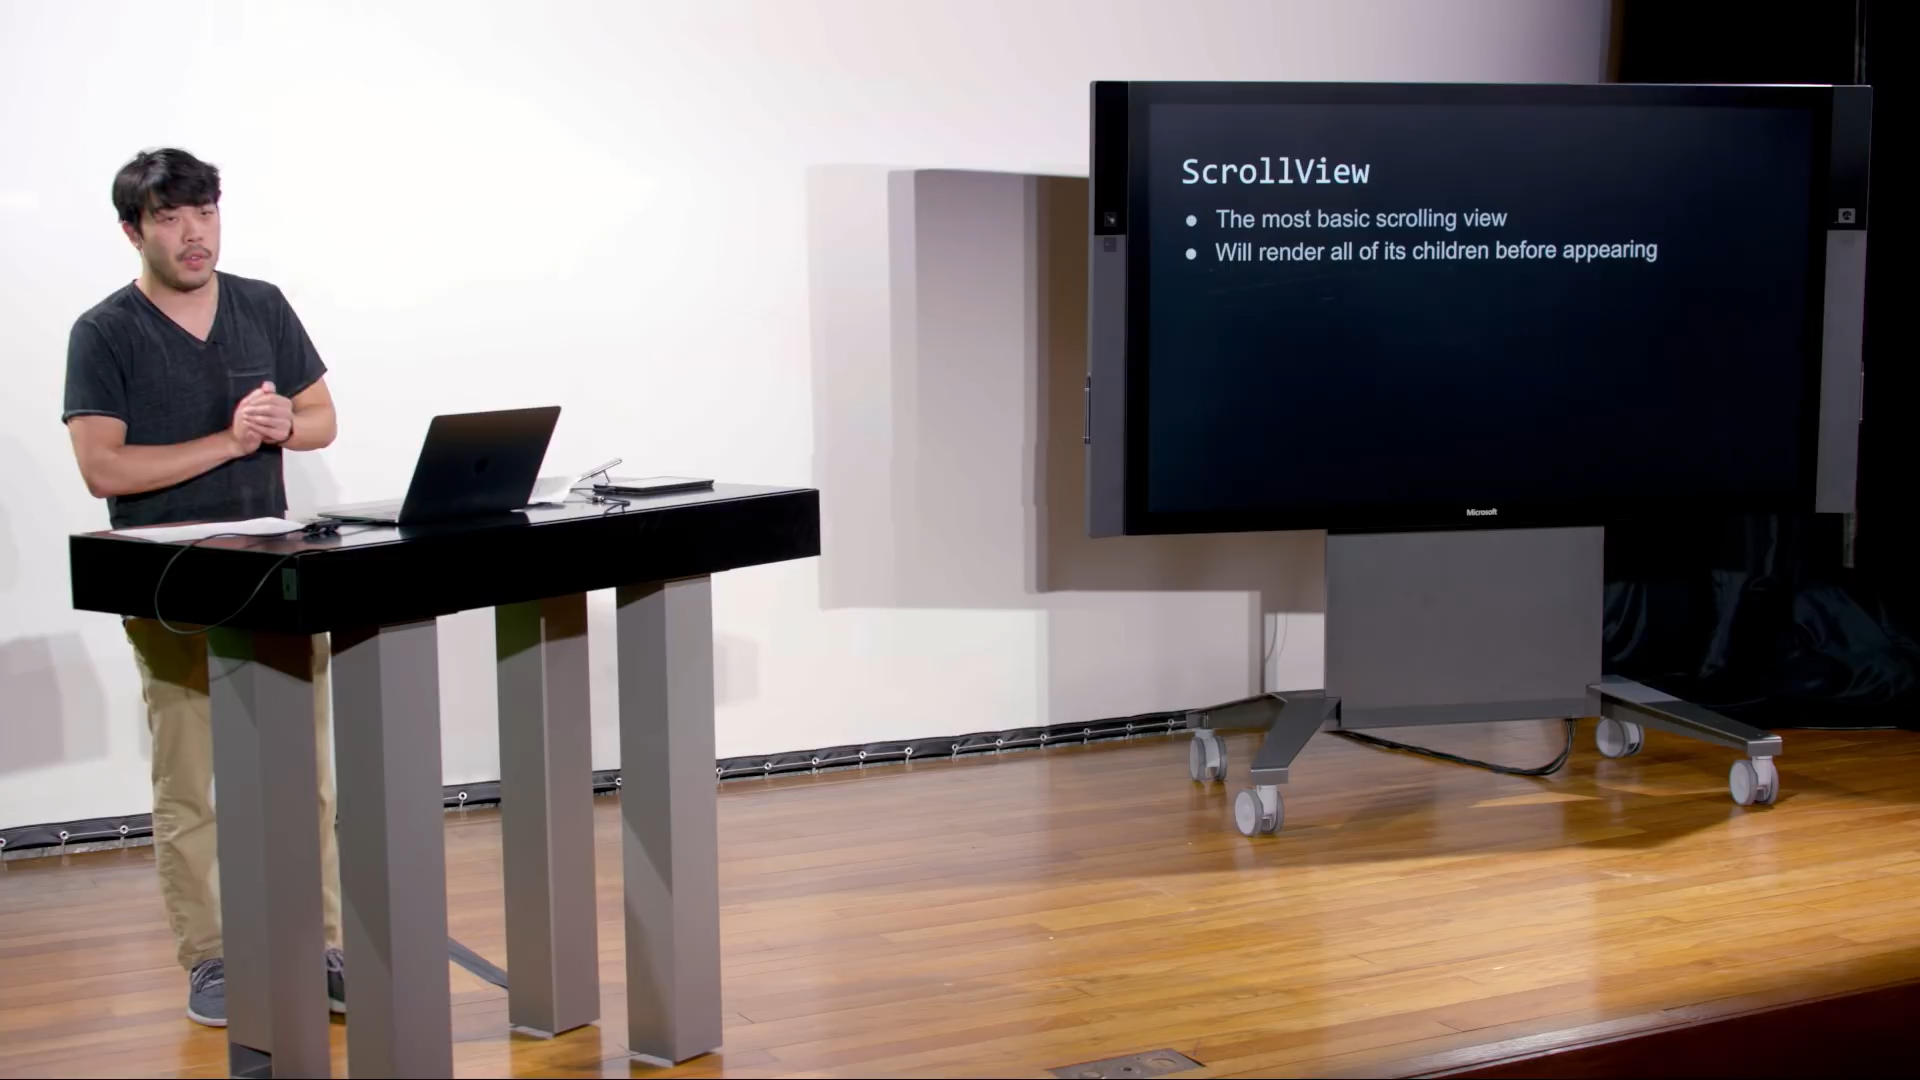 ScrollView
● The most basic scrolling view
● Will render all of its children before appearing
Microsoft